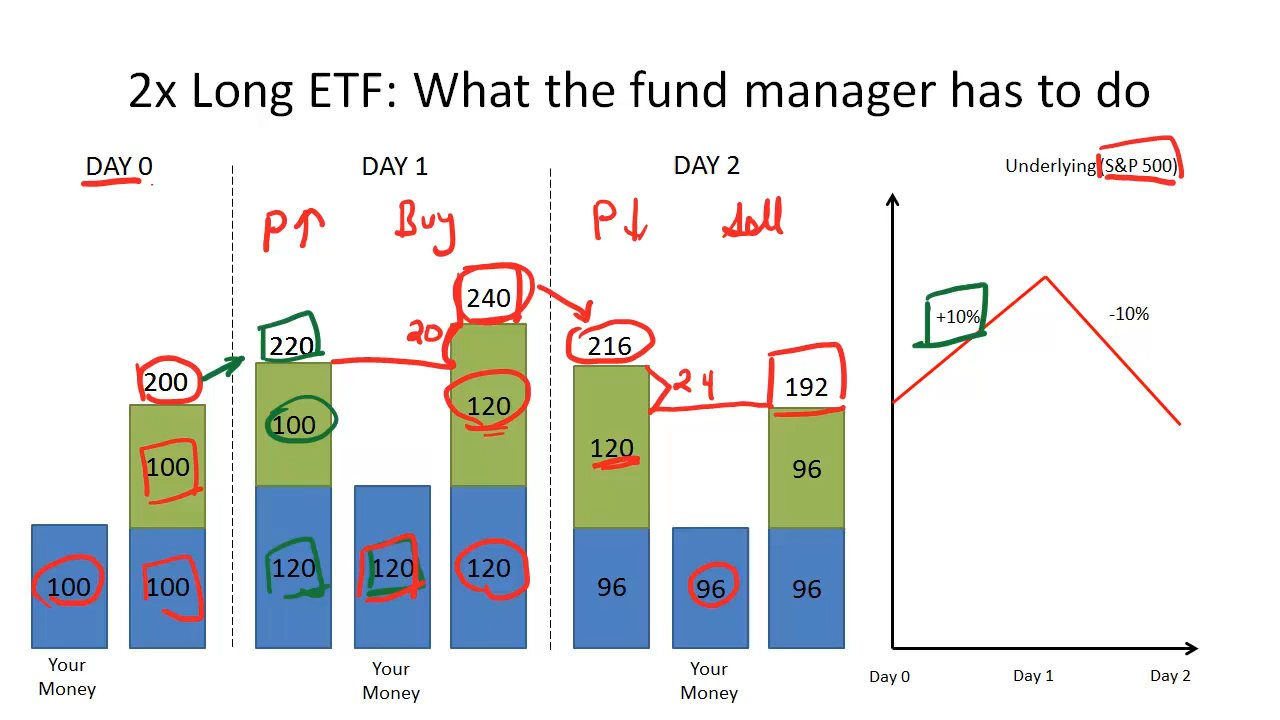 2x Long ETF: What the fund manager has to do
DAY 0
DAY 1
DAY 2
Underlying (S&P 500)
P↑
Buy
P↓
Sell
240
20
220
216
200
24
192
+10%
-10%
100
100
120
120
96
100
100
120
120
120
96
96
96
Your
Money
Your
Money
Your
Money
Day 0
Day 1
Day 2